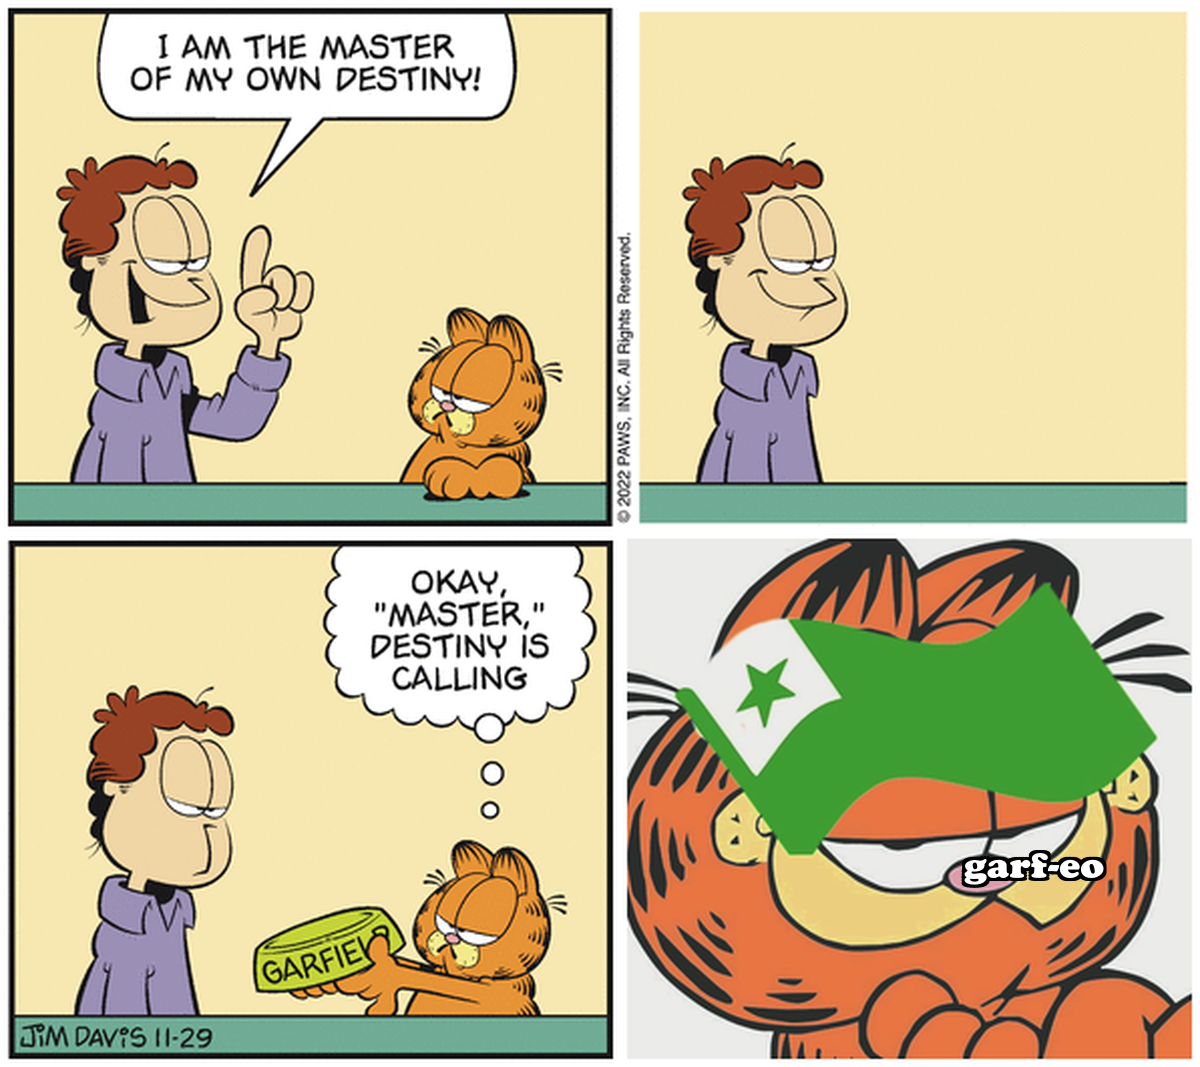 I AM THE MASTER
OF MY OWN DESTINY!
© 2022 PAWS, INC. All Rights Reserved.
OKAY,
"MASTER,"
DESTINY IS
CALLING
GARFIELD
JIM DAVIS 11-29
garf-eo